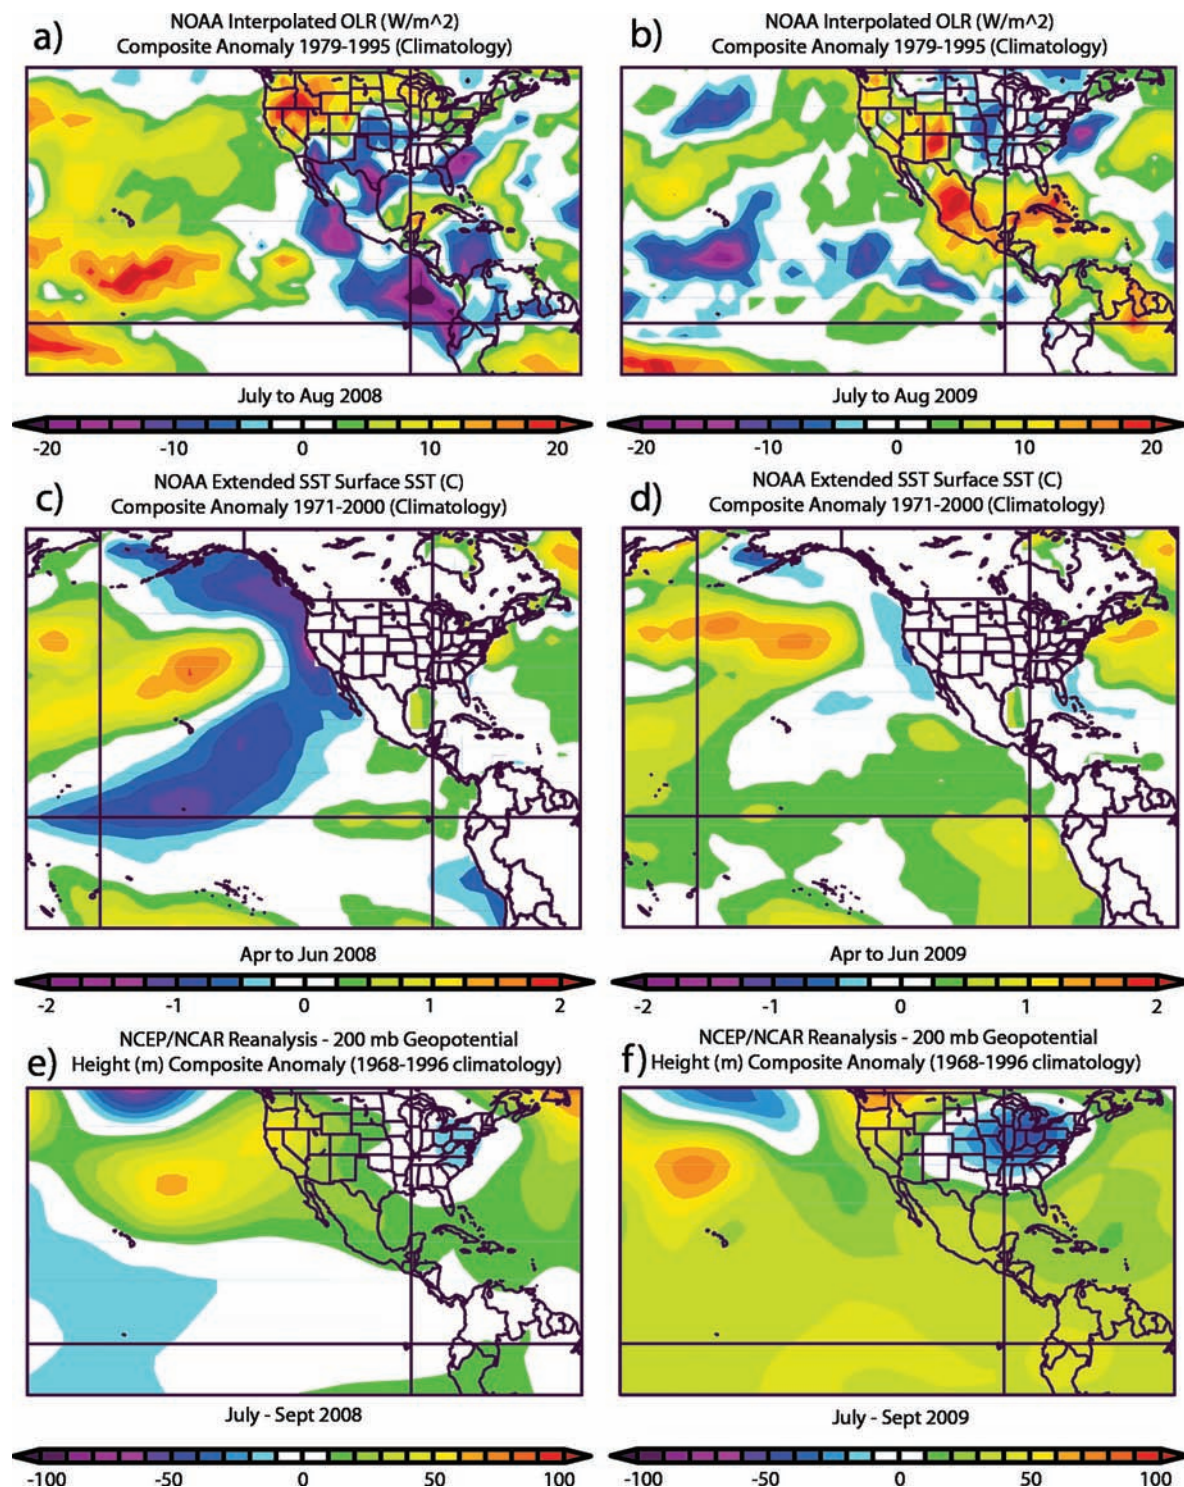 a)
NOAA Interpolated OLR (W/m^2)
Composite Anomaly 1979-1995 (Climatology)
July to Aug 2008
-20 -10 0 10 20
b)
NOAA Interpolated OLR (W/m^2)
Composite Anomaly 1979-1995 (Climatology)
July to Aug 2009
-20 -10 0 10 20
c)
NOAA Extended SST Surface SST (C)
Composite Anomaly 1971-2000 (Climatology)
Apr to Jun 2008
-2 -1 0 1 2
d)
NOAA Extended SST Surface SST (C)
Composite Anomaly 1971-2000 (Climatology)
Apr to Jun 2009
-2 -1 0 1 2
e)
NCEP/NCAR Reanalysis - 200 mb Geopotential
Height (m) Composite Anomaly (1968-1996 climatology)
July - Sept 2008
-100 -50 0 50 100
f)
NCEP/NCAR Reanalysis - 200 mb Geopotential
Height (m) Composite Anomaly (1968-1996 climatology)
July - Sept 2009
-100 -50 0 50 100